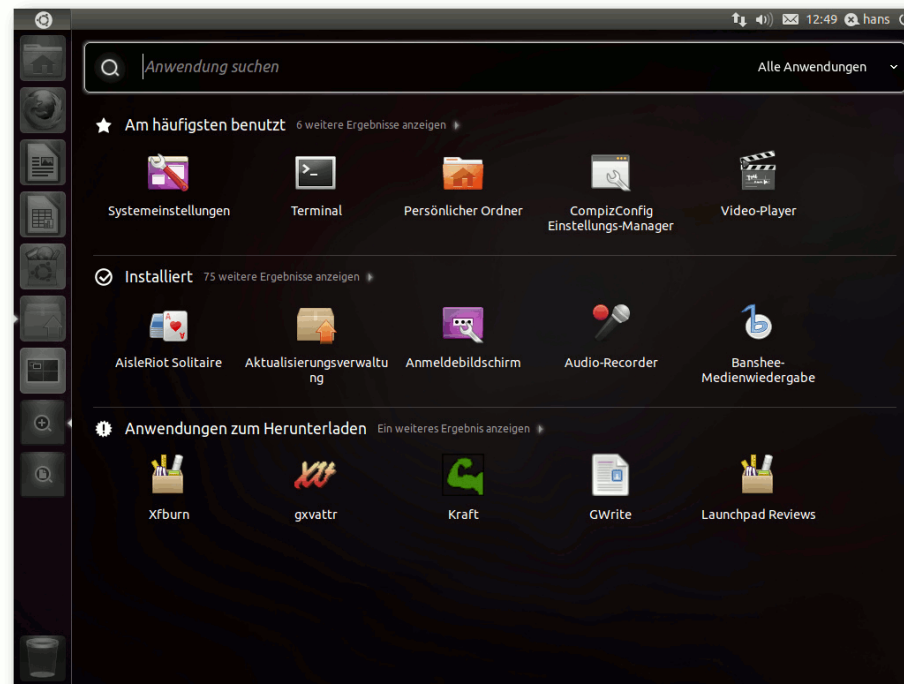 12:49 hans
Anwendung suchen Alle Anwendungen
Am häufigsten benutzt 6 weitere Ergebnisse anzeigen
Systemeinstellungen Terminal Persönlicher Ordner CompizConfig Video-Player
Einstellungs-Manager
Installiert 75 weitere Ergebnisse anzeigen
AisleRiot Solitaire Aktualisierungsverwaltu Anmeldebildschirm Audio-Recorder Banshee-
ng Medienwiedergabe
Anwendungen zum Herunterladen Ein weiteres Ergebnis anzeigen
Xfburn gxvattr Kraft GWrite Launchpad Reviews